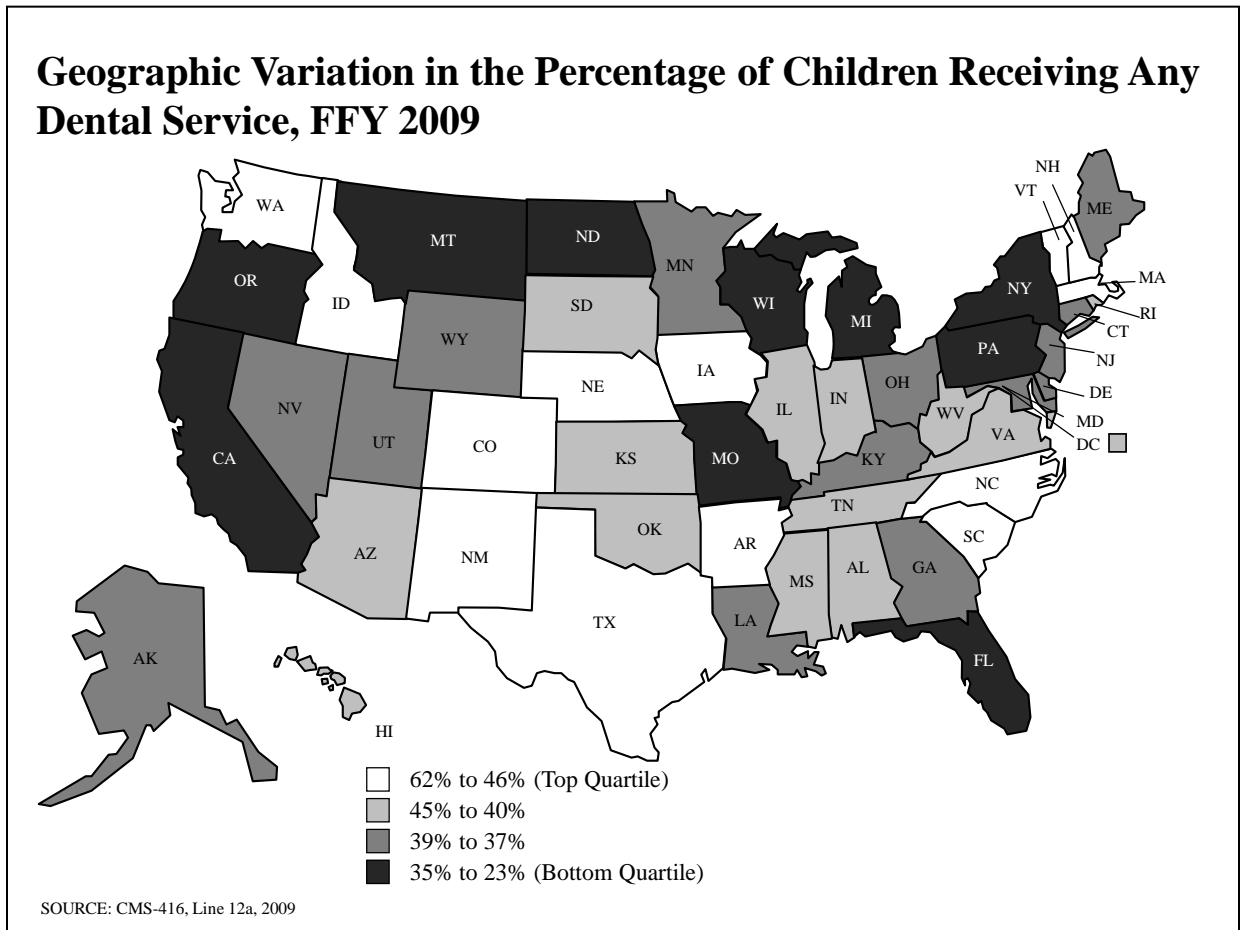 Geographic Variation in the Percentage of Children Receiving Any
Dental Service, FFY 2009
NH
VT
ME
WA
MT
ND
MN
OR
ID
SD
WI
MI
NY
MA
RI
CT
WY
PA
NJ
IA
NE
OH
DE
NV
UT
CO
IL
IN
WV
MD
VA
DC
CA
KS
MO
KY
NC
TN
AZ
NM
OK
AR
SC
MS
AL
GA
TX
LA
AK
FL
HI
62% to 46% (Top Quartile)
45% to 40%
39% to 37%
35% to 23% (Bottom Quartile)
SOURCE: CMS-416, Line 12a, 2009